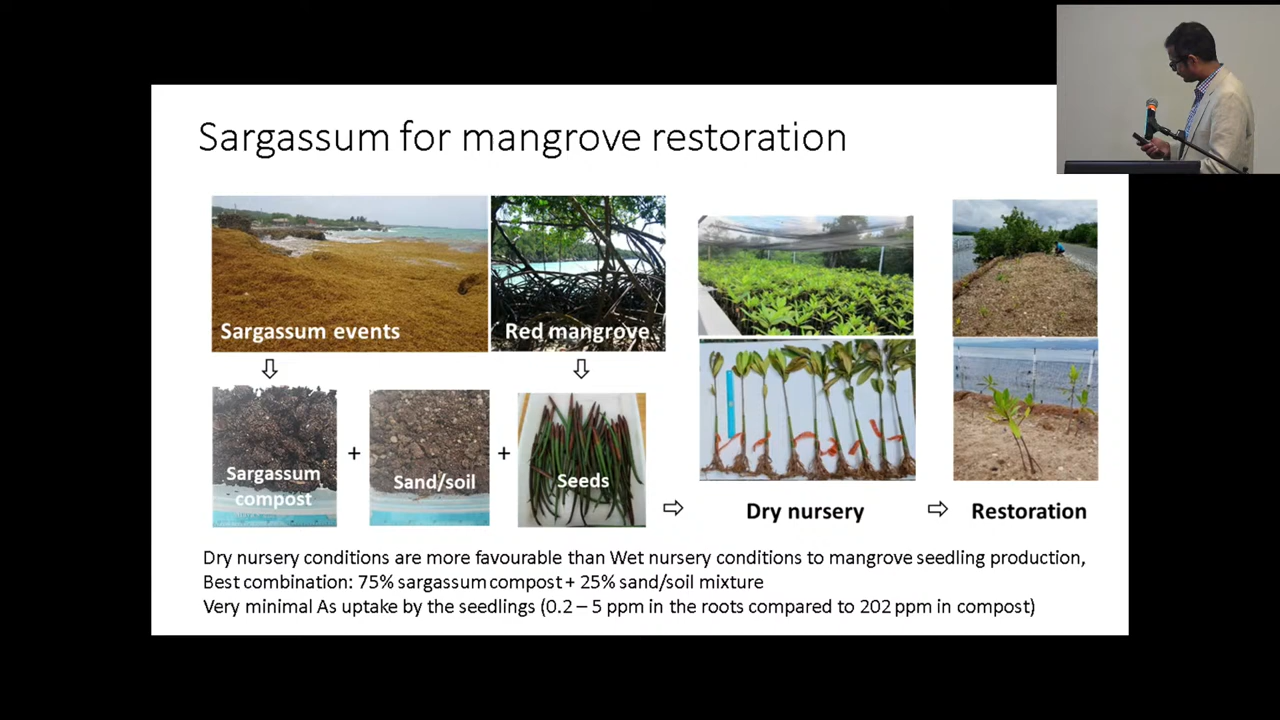 Sargassum for mangrove restoration
Sargassum events
Red mangrove
Sargassum
compost
+
Sand/soil
+
Seeds
Dry nursery
Restoration
Dry nursery conditions are more favourable than Wet nursery conditions to mangrove seedling production,
Best combination: 75% sargassum compost + 25% sand/soil mixture
Very minimal As uptake by the seedlings (0.2 – 5 ppm in the roots compared to 202 ppm in compost)